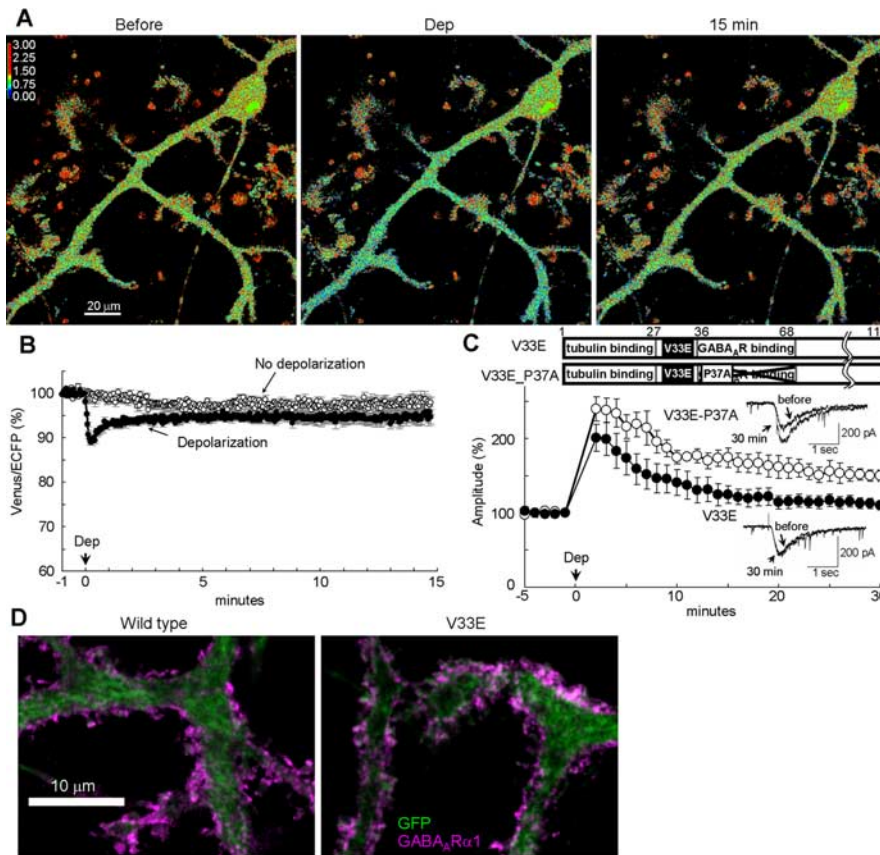 A
Before
Dep
15 min
3.00
2.25
1.50
0.75
0.00
20 μm
B
No depolarization
Depolarization
Venus/ECFP (%)
100
90
80
70
60
Dep
-1 0 5 10 15
minutes
C
1 27 36 68 11
V33E
tubulin binding V33E GABAAR binding
V33E_P37A
tubulin binding V33E P37A
V33E-P37A
before
30 min
200 pA
1 sec
V33E
before
30 min
200 pA
1 sec
Amplitude (%)
200
100
0
Dep
-5 0 10 20 30
minutes
D
Wild type
V33E
10 μm
GFP
GABAARα1